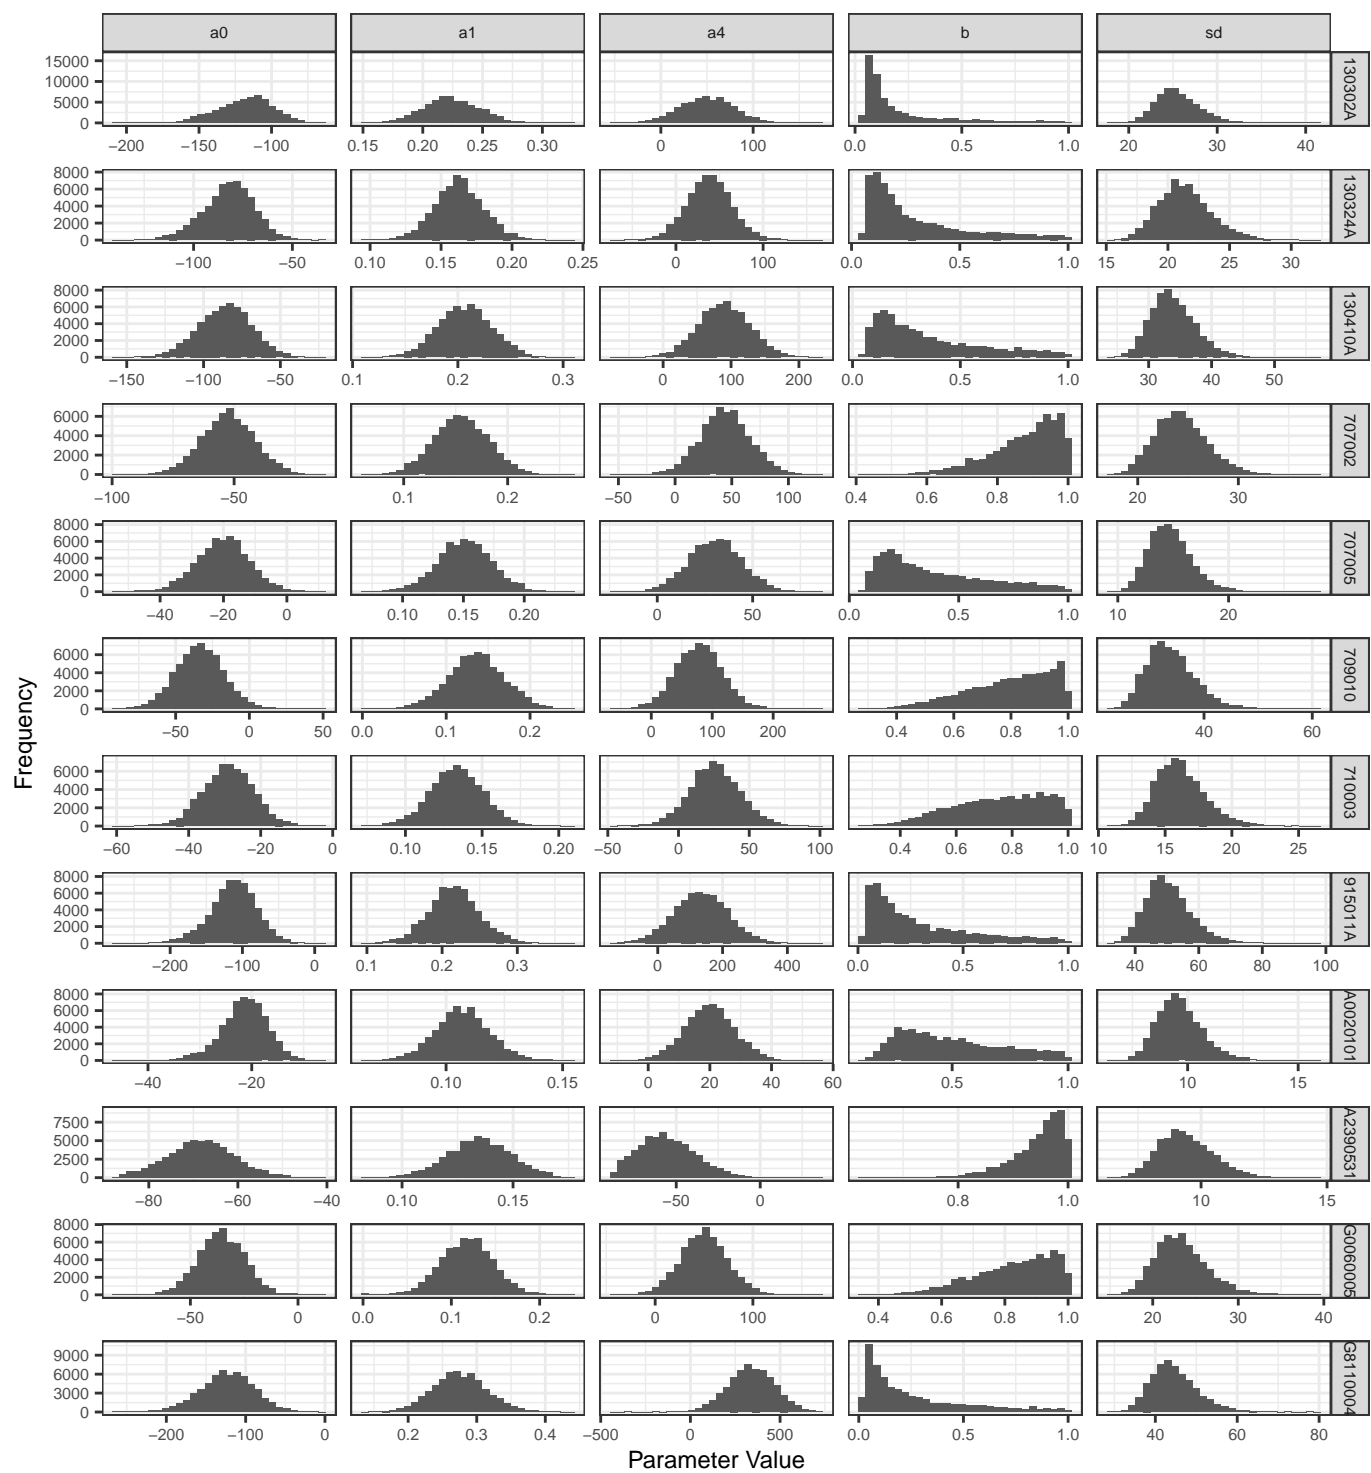 a0 a1 a4 b sd
15000
10000
5000
0
130302A
−200 −150 −100
0.15 0.20 0.25 0.30
0 100
0.0 0.5 1.0
20 30 40
8000
6000
4000
2000
0
130324A
−100 −50
0.10 0.15 0.20 0.25
0 100
0.0 0.5 1.0
15 20 25 30
8000
6000
4000
2000
0
130410A
−150 −100 −50
0.1 0.2 0.3
0 100 200
0.0 0.5 1.0
30 40 50
6000
4000
2000
0
707002
−100 −50
0.1 0.2
−50 0 50 100
0.4 0.6 0.8 1.0
20 30
8000
6000
4000
2000
0
707005
−40 −20 0
0.10 0.15 0.20
0 50
0.0 0.5 1.0
10 20
6000
4000
2000
0
709010
−50 0 50
0.0 0.1 0.2
0 100 200
0.4 0.6 0.8 1.0
40 60
Frequency
6000
4000
2000
0
710003
−60 −40 −20 0
0.10 0.15 0.20
−50 0 50 100
0.4 0.6 0.8 1.0
10 15 20 25
8000
6000
4000
2000
0
915011A
−200 −100 0
0.1 0.2 0.3
0 200 400
0.0 0.5 1.0
40 60 80 100
8000
6000
4000
2000
0
A0020101
−40 −20
0.10 0.15
0 20 40 60
0.5 1.0
10 15
7500
5000
2500
0
A2390531
−80 −60 −40
0.10 0.15
−50 0
0.8 1.0
10 15
8000
6000
4000
2000
0
G0060005
−50 0
0.0 0.1 0.2
0 100
0.4 0.6 0.8 1.0
20 30 40
9000
6000
3000
0
G8110004
−200 −100 0
0.2 0.3 0.4
−500 0 500
0.0 0.5 1.0
40 60 80
Parameter Value